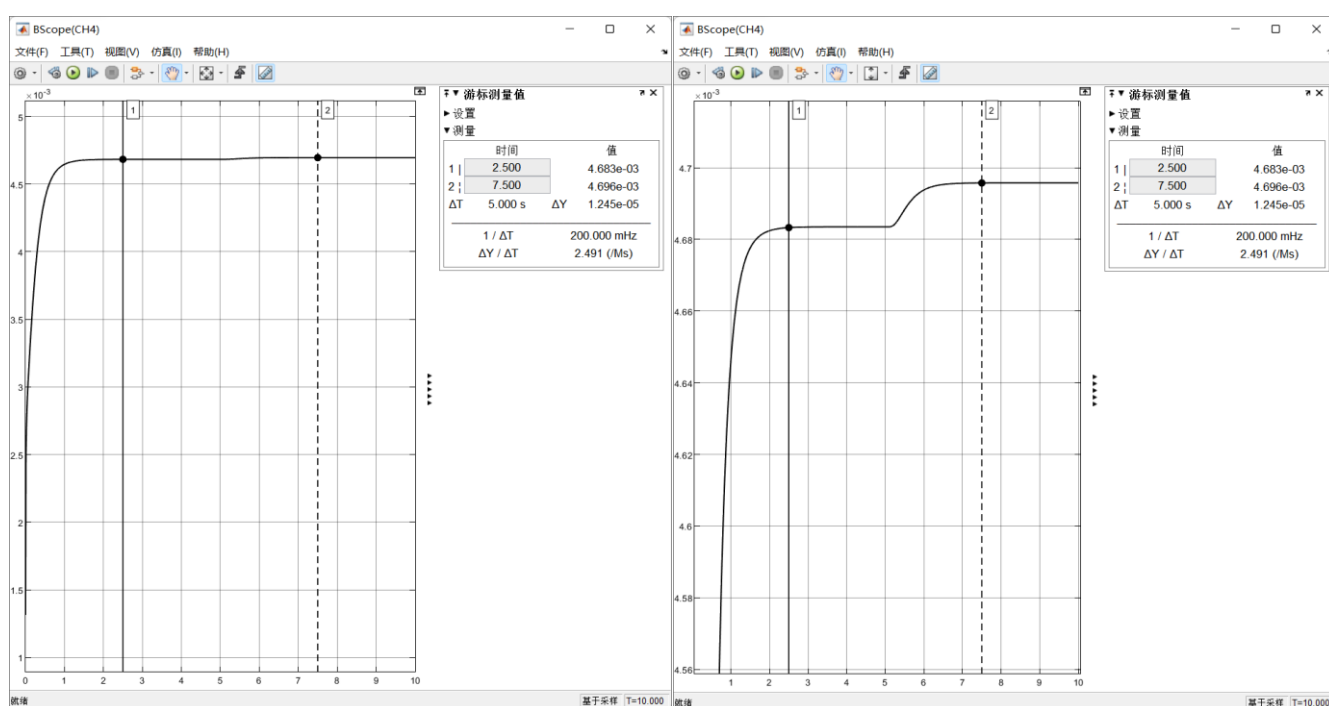 BScope(CH4)
文件(F) 工具(T) 视图(V) 仿真(I) 帮助(H)
×10-3
5
4.5
4
3.5
3
2.5
2
1.5
1
0 1 2 3 4 5 6 7 8 9 10
1
2
游标测量值
设置
测量
时间 值
1 | 2.500 4.683e-03
2 ¦ 7.500 4.696e-03
ΔT 5.000 s ΔY 1.245e-05
1 / ΔT 200.000 mHz
ΔY / ΔT 2.491 (/Ms)
就绪
基于采样 T=10.000
BScope(CH4)
文件(F) 工具(T) 视图(V) 仿真(I) 帮助(H)
×10-3
4.7
4.68
4.66
4.64
4.62
4.6
4.58
4.56
1 2 3 4 5 6 7 8 9 10
1
2
游标测量值
设置
测量
时间 值
1 | 2.500 4.683e-03
2 ¦ 7.500 4.696e-03
ΔT 5.000 s ΔY 1.245e-05
1 / ΔT 200.000 mHz
ΔY / ΔT 2.491 (/Ms)
就绪
基于采样 T=10.000